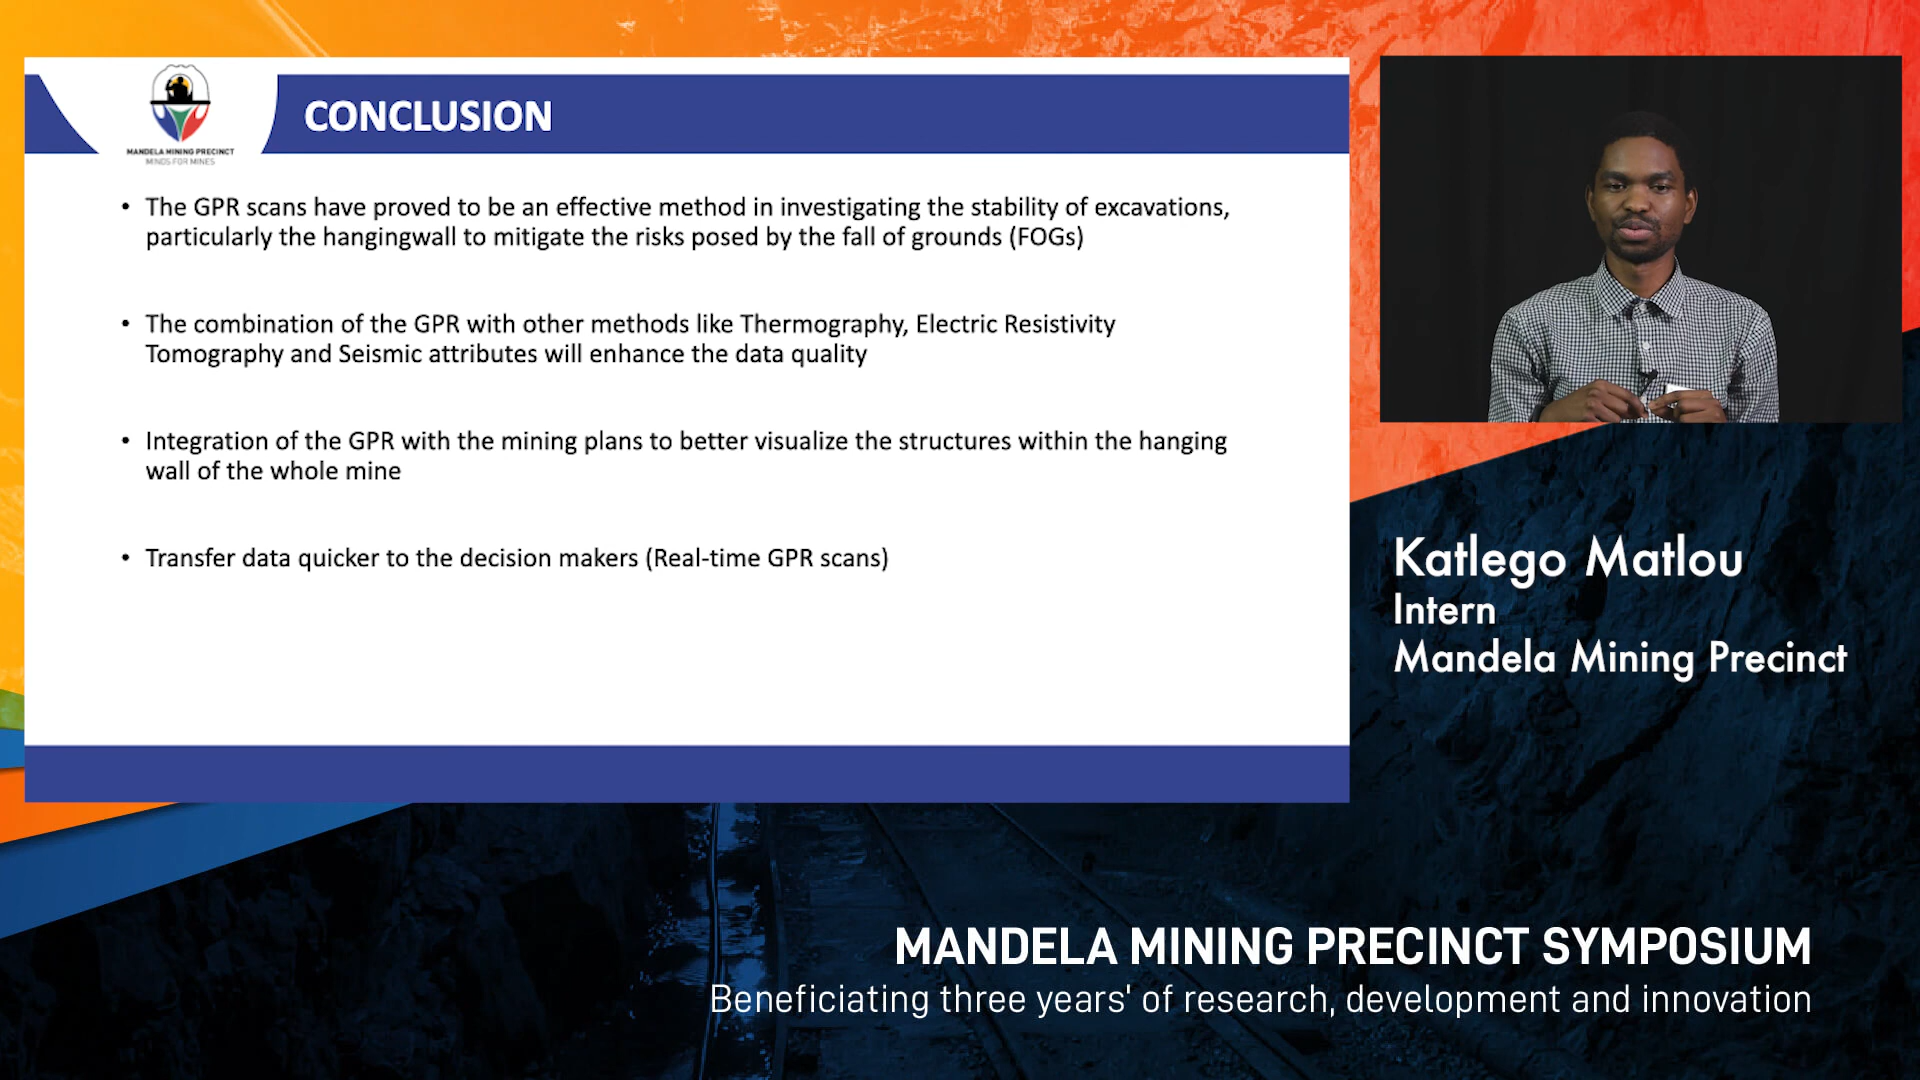 MANDELA MINING PRECINCT
MINDS FOR MINES
CONCLUSION
• The GPR scans have proved to be an effective method in investigating the stability of excavations,
particularly the hangingwall to mitigate the risks posed by the fall of grounds (FOGs)
• The combination of the GPR with other methods like Thermography, Electric Resistivity
Tomography and Seismic attributes will enhance the data quality
• Integration of the GPR with the mining plans to better visualize the structures within the hanging
wall of the whole mine
• Transfer data quicker to the decision makers (Real-time GPR scans)
Katlego Matlou
Intern
Mandela Mining Precinct
MANDELA MINING PRECINCT SYMPOSIUM
Beneficiating three years' of research, development and innovation